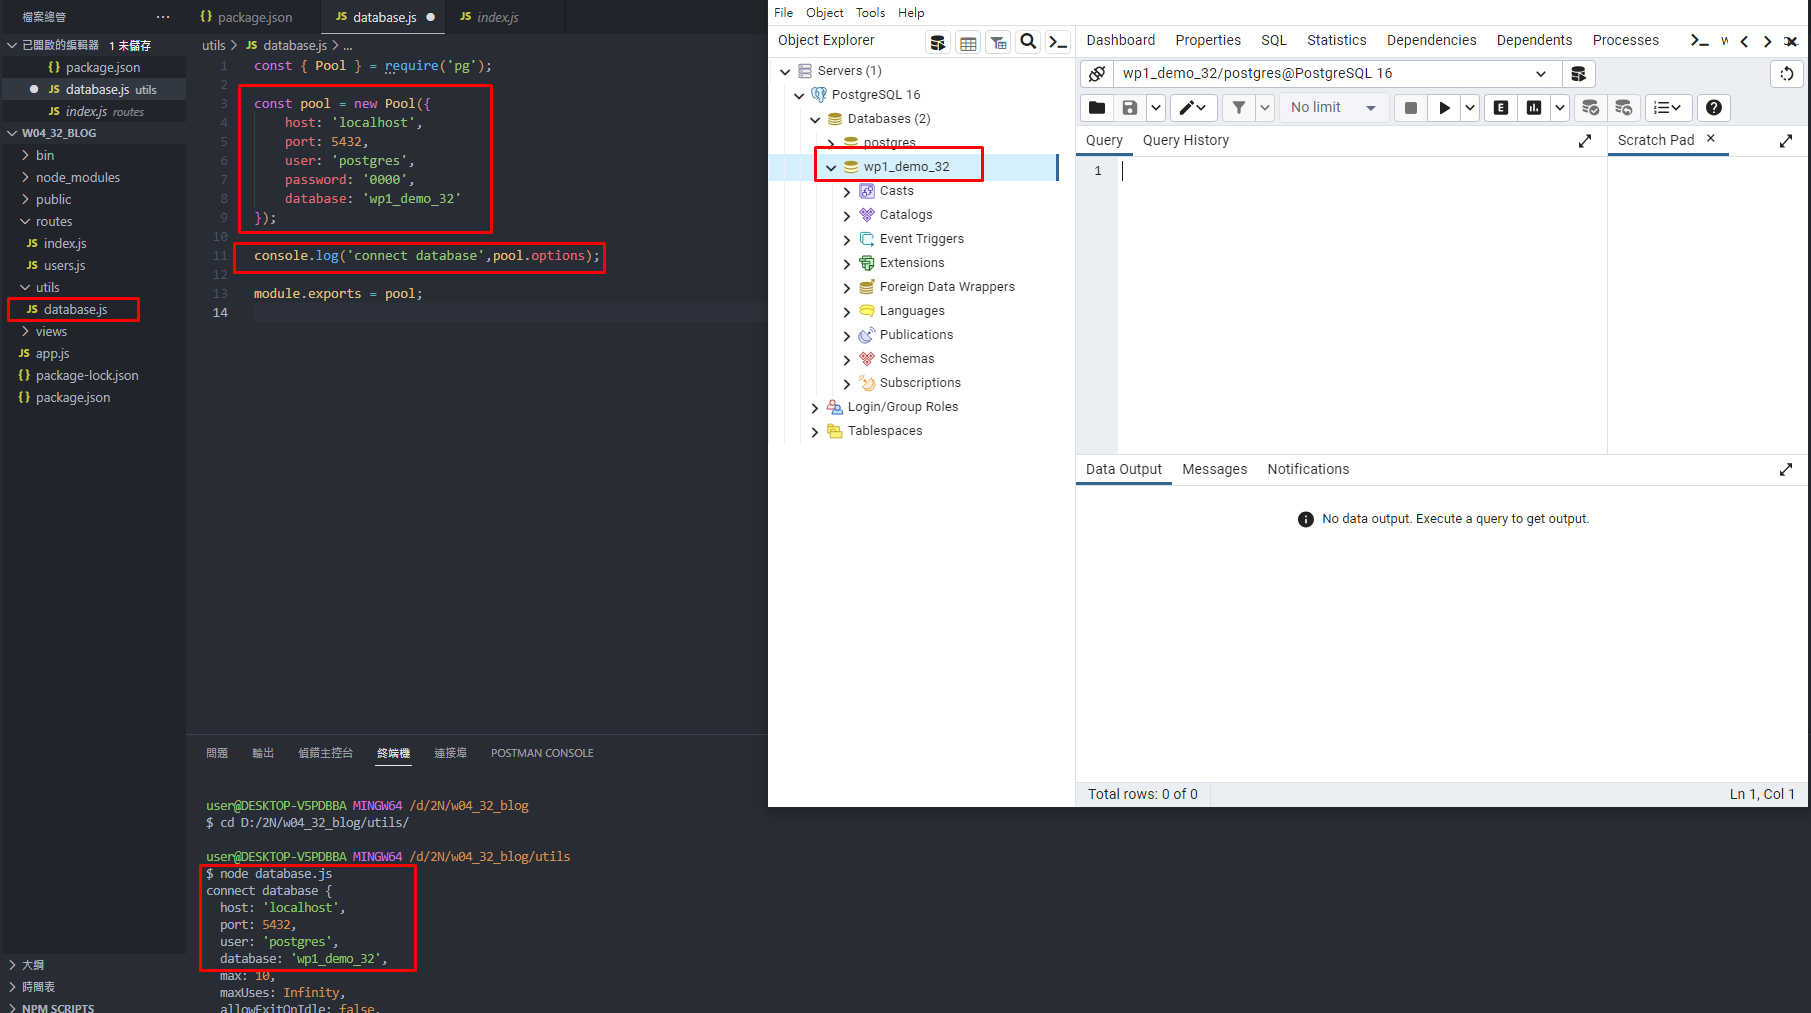 檔案總管
已開啟的編輯器 1 未儲存
package.json
JS database.js utils
JS index.js routes
W04_32_BLOG
bin
node_modules
public
routes
JS index.js
JS users.js
utils
JS database.js
views
JS app.js
{} package-lock.json
{} package.json
大綱
時間表
NPM SCRIPTS
{} package.json
JS database.js
JS index.js
utils > JS database.js > ...
1 const { Pool } = require('pg');
2
3 const pool = new Pool({
4 host: 'localhost',
5 port: 5432,
6 user: 'postgres',
7 password: '0000',
8 database: 'wp1_demo_32'
9 });
10
11 console.log('connect database',pool.options);
12
13 module.exports = pool;
14
問題 輸出 偵錯主控台 終端機 連接埠 POSTMAN CONSOLE
user@DESKTOP-V5PDBBA MINGW64 /d/2N/w04_32_blog
$ cd D:/2N/w04_32_blog/utils/
user@DESKTOP-V5PDBBA MINGW64 /d/2N/w04_32_blog/utils
$ node database.js
connect database {
host: 'localhost',
port: 5432,
user: 'postgres',
database: 'wp1_demo_32',
max: 10,
maxUses: Infinity,
allowExitOnIdle: false,
File Object Tools Help
Object Explorer
Servers (1)
PostgreSQL 16
Databases (2)
postgres
wp1_demo_32
Casts
Catalogs
Event Triggers
Extensions
Foreign Data Wrappers
Languages
Publications
Schemas
Subscriptions
Login/Group Roles
Tablespaces
Dashboard Properties SQL Statistics Dependencies Dependents Processes
wp1_demo_32/postgres@PostgreSQL 16
No limit
E
Query Query History
Scratch Pad
1
Data Output Messages Notifications
No data output. Execute a query to get output.
Total rows: 0 of 0
Ln 1, Col 1